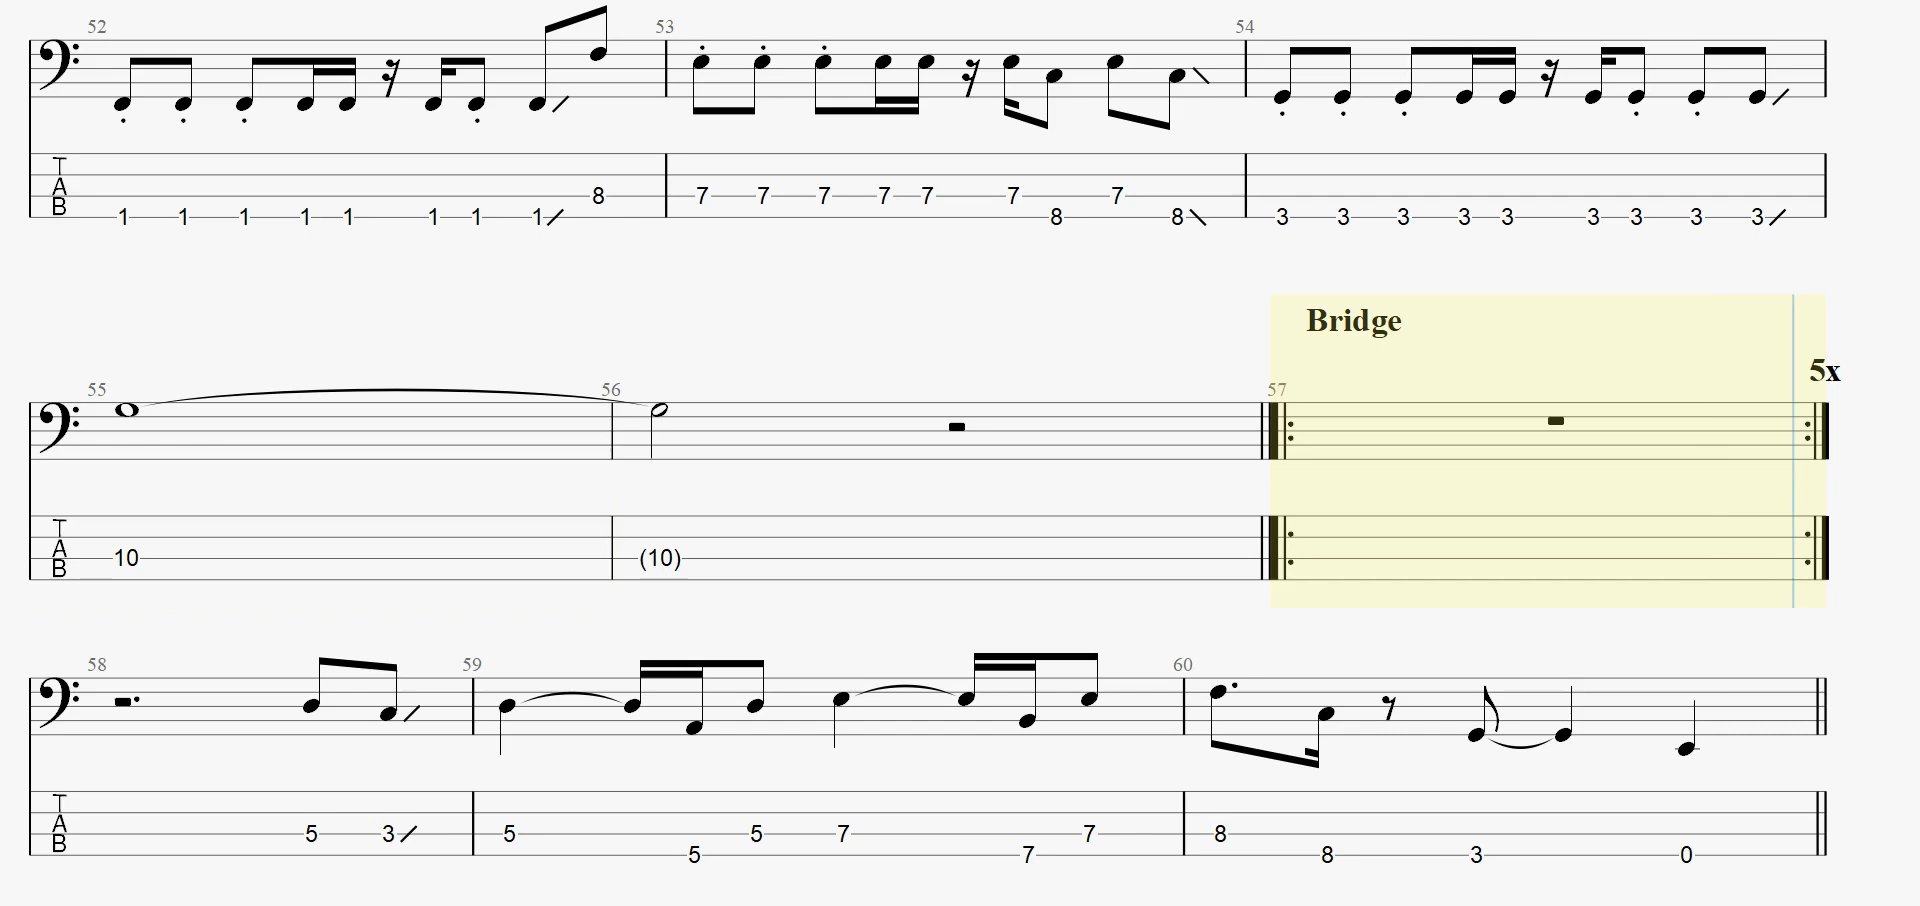 52 53 54
T
A
B
8 7 7 7 7 7 7 7
1 1 1 1 1 1 1 1 8 8 3 3 3 3 3 3 3 3 3
Bridge
5x
55 56 57
T
A
B
10 (10)
58 59 60
T
A
B
5 3 5 5 7 7 8
5 7 8 3 0